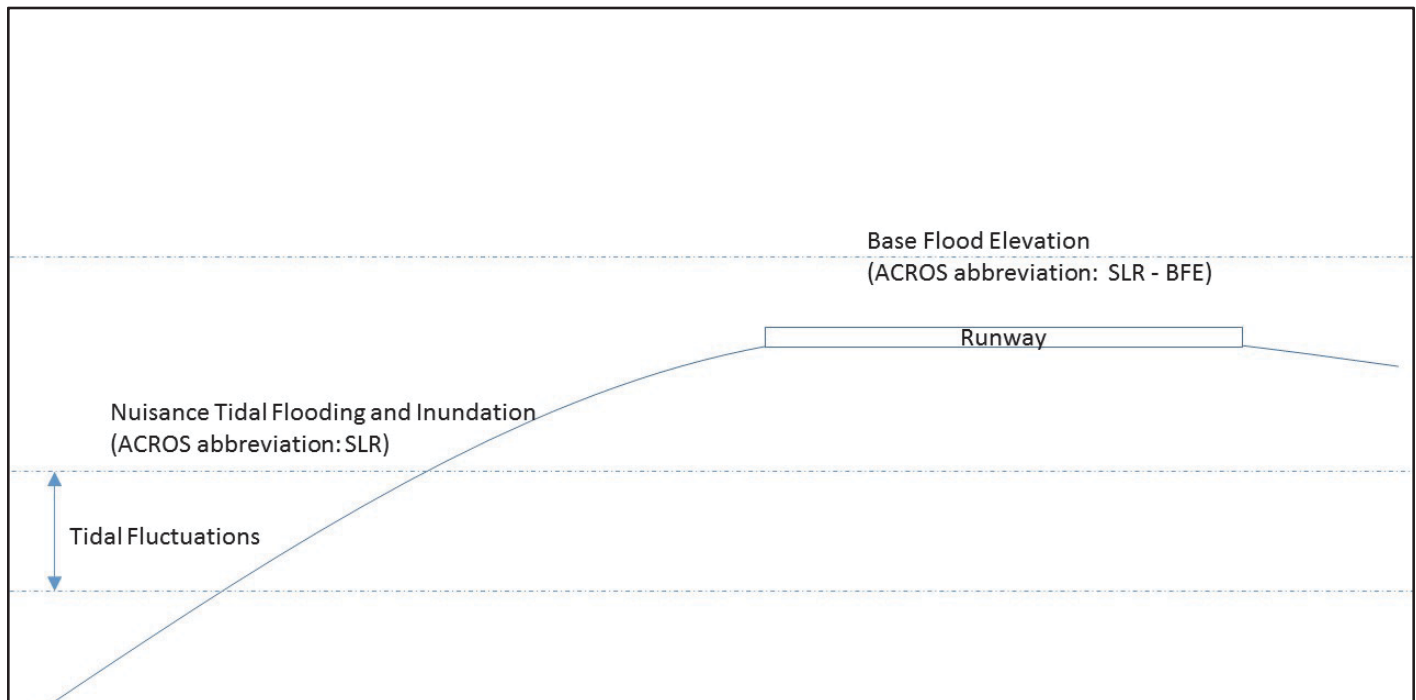 Base Flood Elevation
(ACROS abbreviation:  SLR - BFE)
Runway
Nuisance Tidal Flooding and Inundation
(ACROS abbreviation: SLR)
Tidal Fluctuations